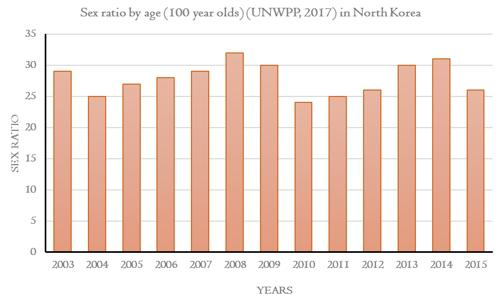 Sex ratio by age (100 year olds) (UNWPP, 2017) in North Korea
35
30
25
20
15
10
5
0
SEX RATIO
2003 2004 2005 2006 2007 2008 2009 2010 2011 2012 2013 2014 2015
YEARS